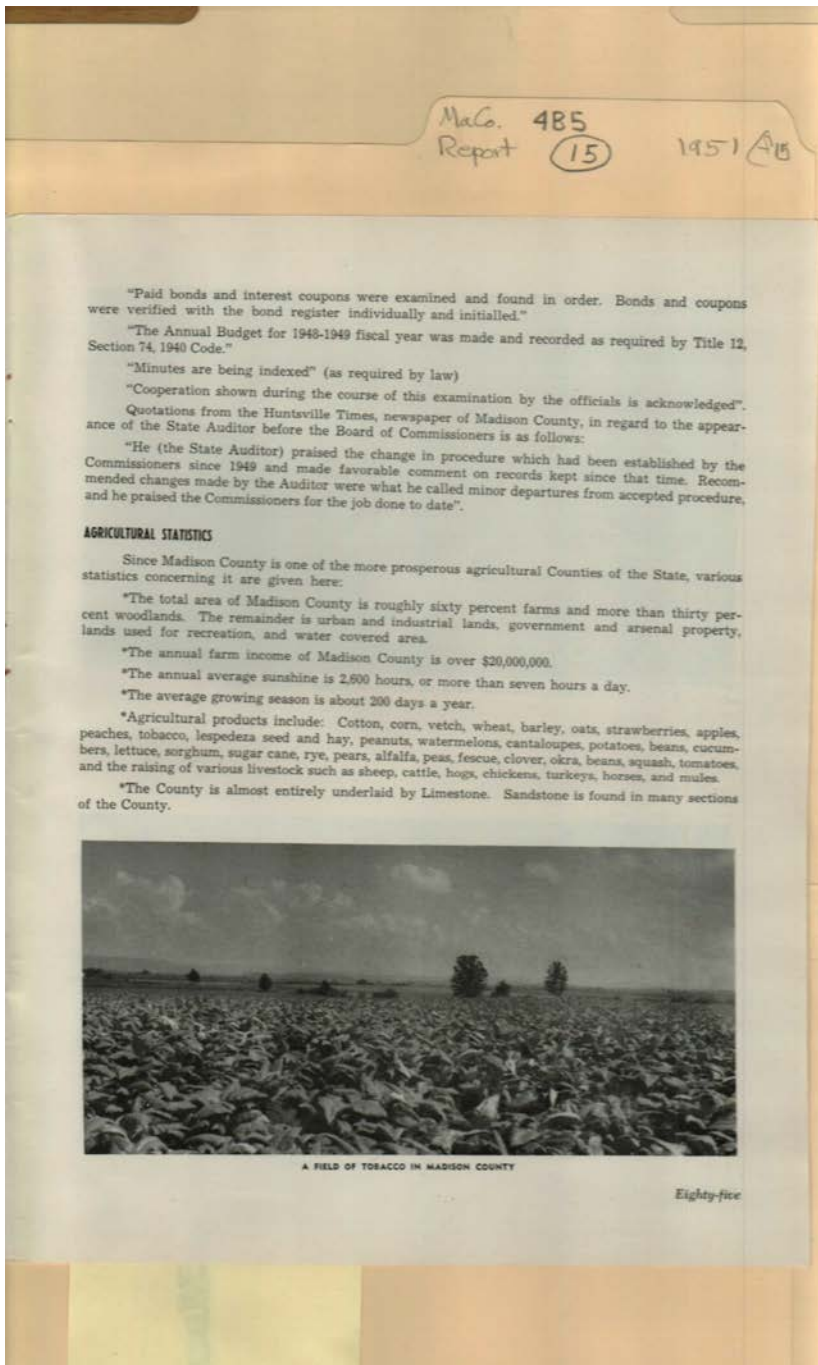 MaCo. 4B5
Report (15) 1951
"Paid bonds and interest coupons were examined and found in order. Bonds and coupons
were verified with the bond register individually and initialled."
"The Annual Budget for 1948-1949 fiscal year was made and recorded as required by Title 12,
Section 74, 1940 Code."
"Minutes are being indexed" (as required by law)
"Cooperation shown during the course of this examination by the officials is acknowledged".
Quotations from the Huntsville Times, newspaper of Madison County, in regard to the appear-
ance of the State Auditor before the Board of Commissioners is as follows:
"He (the State Auditor) praised the change in procedure which had been established by the
Commissioners since 1949 and made favorable comment on records kept since that time. Recom-
mended changes made by the Auditor were what he called minor departures from accepted procedure,
and he praised the Commissioners for the job done to date".
AGRICULTURAL STATISTICS
Since Madison County is one of the more prosperous agricultural Counties of the State, various
statistics concerning it are given here:
*The total area of Madison County is roughly sixty percent farms and more than thirty per-
cent woodlands. The remainder is urban and industrial lands, government and arsenal property,
lands used for recreation, and water covered area.
*The annual farm income of Madison County is over $20,000,000.
*The annual average sunshine is 2,600 hours, or more than seven hours a day.
*The average growing season is about 200 days a year.
*Agricultural products include: Cotton, corn, vetch, wheat, barley, oats, strawberries, apples,
peaches, tobacco, lespedeza seed and hay, peanuts, watermelons, cantaloupes, potatoes, beans, cucum-
bers, lettuce, sorghum, sugar cane, rye, pears, alfalfa, peas, fescue, clover, okra, beans, squash, tomatoes,
and the raising of various livestock such as sheep, cattle, hogs, chickens, turkeys, horses, and mules.
*The County is almost entirely underlaid by Limestone. Sandstone is found in many sections
of the County.
A FIELD OF TOBACCO IN MADISON COUNTY
Eighty-five